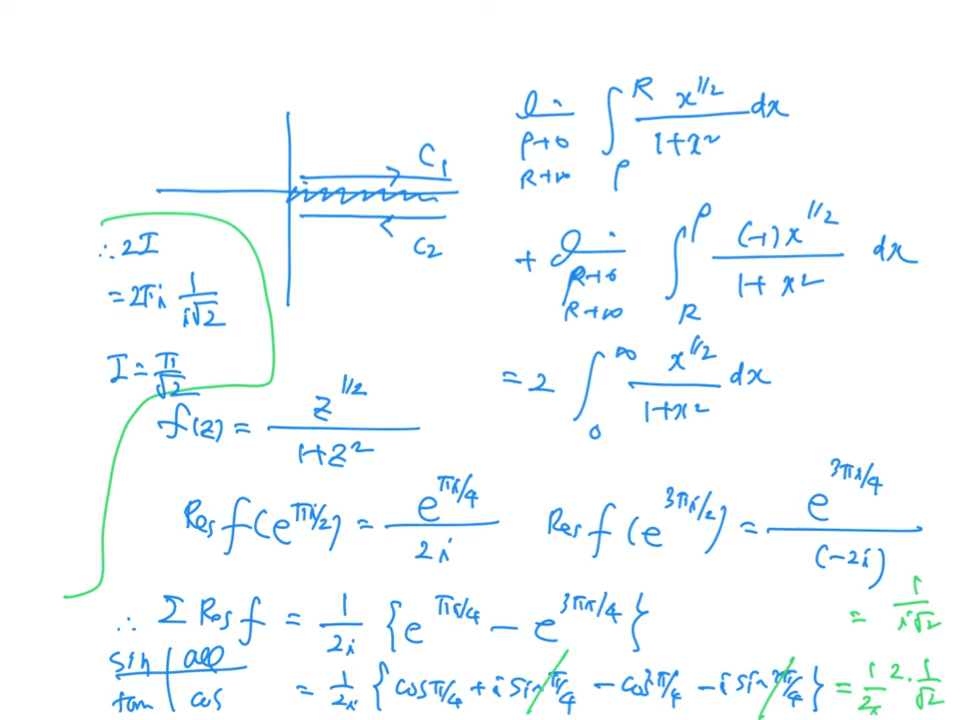 li ∫_ρ^R x^{1/2}/(1+x²) dx
ρ→0
R→∞
C₁
C₂
+ li ∫_R^ρ (-1)x^{1/2}/(1+x²) dx
R→0
R→∞
= 2 ∫_0^∞ x^{1/2}/(1+x²) dx
∴ 2I
= 2πi 1/(i√2)
I = π/√2
f(z) = z^{1/2}/(1+z²)
Res f(e^{πi/2}) = e^{πi/4}/(2i)
Res f(e^{3πi/2}) = e^{3πi/4}/(-2i)
∴ Σ Res f = 1/(2i) {e^{πi/4} - e^{3πi/4}}
= 1/(i√2)
sin | all
tan | cos
= 1/(2i) {cos π/4 + i sin π/4 - cos 3π/4 - i sin 3π/4} = 1/(2i) 2·1/√2